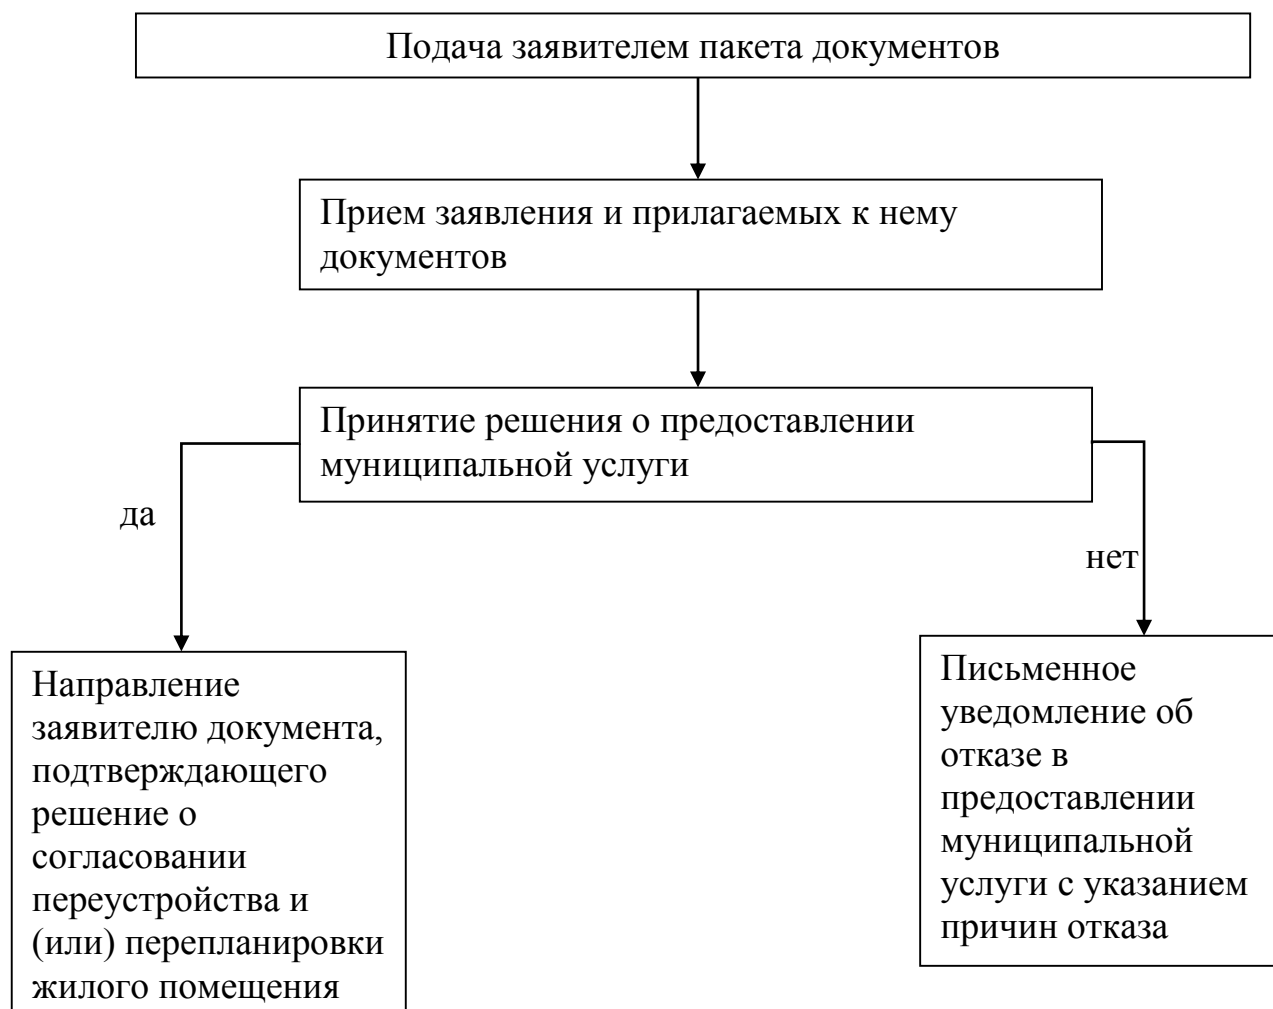 Подача заявителем пакета документов
Прием заявления и прилагаемых к нему
документов
Принятие решения о предоставлении
муниципальной услуги
да
нет
Направление
заявителю документа,
подтверждающего
решение о
согласовании
переустройства и
(или) перепланировки
жилого помещения
Письменное
уведомление об
отказе в
предоставлении
муниципальной
услуги с указанием
причин отказа